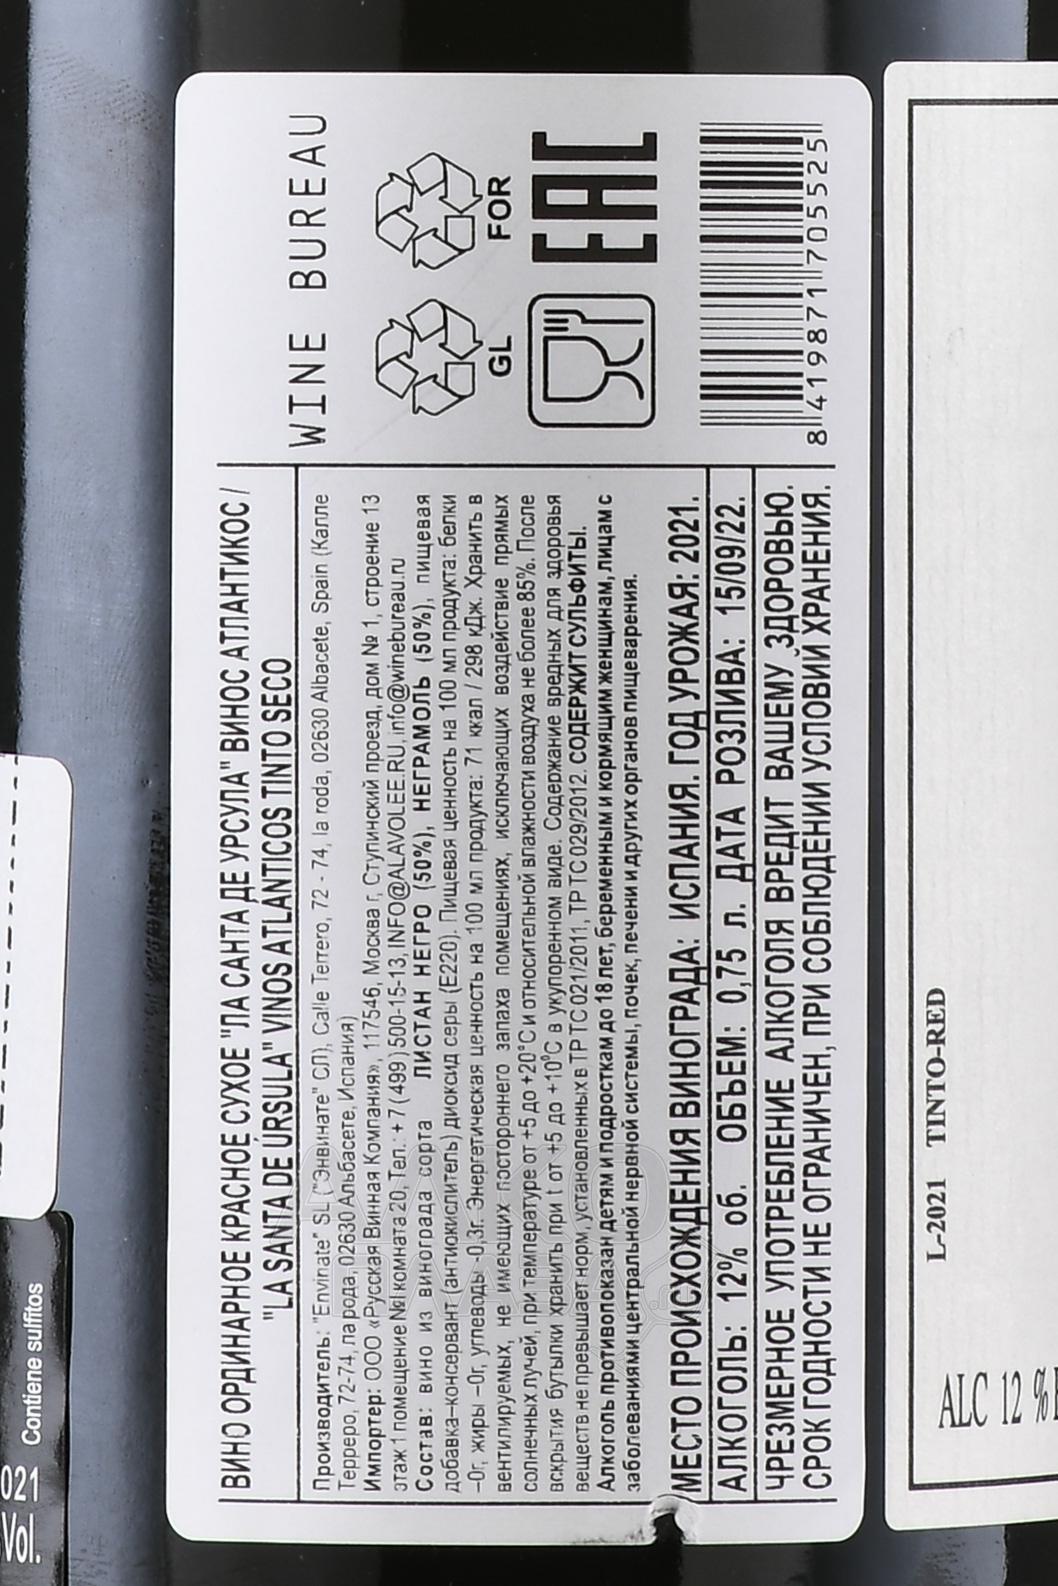 ВИНО ОРДИНАРНОЕ КРАСНОЕ СУХОЕ "ЛА САНТА ДЕ УРСУЛА" ВИНОС АТЛАНТИКОС /
"LA SANTA DE ÚRSULA" VINOS ATLÁNTICOS TINTO SECO
Производитель: "Envinate" SL ("Энвинате" СЛ), Calle Terrero, 72 - 74, la roda, 02630 Albacete, Spain (Калле
Терреро, 72-74, ла рода, 02630 Альбасете, Испания)
Импортер: ООО «Русская Винная Компания», 117546, Москва г, Ступинский проезд, дом № 1, строение 13
этаж 1 помещение №I комната 20, Тел.: + 7 (499) 500-15-13, INFO@ALAVOLEE.RU, info@winebureau.ru
Состав: вино из винограда сорта ЛИСТАН НЕГРО (50%), НЕГРАМОЛЬ (50%), пищевая
добавка-консервант (антиокислитель) диоксид серы (Е220). Пищевая ценность на 100 мл продукта: белки
–0г, жиры –0г, углеводы -0,3г. Энергетическая ценность на 100 мл продукта: 71 ккал / 298 кДж. Хранить в
вентилируемых, не имеющих постороннего запаха помещениях, исключающих воздействие прямых
солнечных лучей, при температуре от +5 до +20°С и относительной влажности воздуха не более 85%. После
вскрытия бутылки хранить при t от +5 до +10°С в укупоренном виде. Содержание вредных для здоровья
веществ не превышает норм, установленных в ТР ТС 021/2011, ТР ТС 029/2012. СОДЕРЖИТ СУЛЬФИТЫ.
Алкоголь противопоказан детям и подросткам до 18 лет, беременным и кормящим женщинам, лицам с
заболеваниями центральной нервной системы, почек, печени и других органов пищеварения.
МЕСТО ПРОИСХОЖДЕНИЯ ВИНОГРАДА: ИСПАНИЯ. ГОД УРОЖАЯ: 2021.
АЛКОГОЛЬ: 12% об. ОБЪЕМ: 0,75 л. ДАТА РОЗЛИВА: 15/09/22.
ЧРЕЗМЕРНОЕ УПОТРЕБЛЕНИЕ АЛКОГОЛЯ ВРЕДИТ ВАШЕМУ ЗДОРОВЬЮ.
СРОК ГОДНОСТИ НЕ ОГРАНИЧЕН, ПРИ СОБЛЮДЕНИИ УСЛОВИЙ ХРАНЕНИЯ.
WINE BUREAU
GL FOR
EAC
8 419871 705525
L-2021 TINTO-RED
ALC 12 %
Contiene sulfitos
021
Vol.